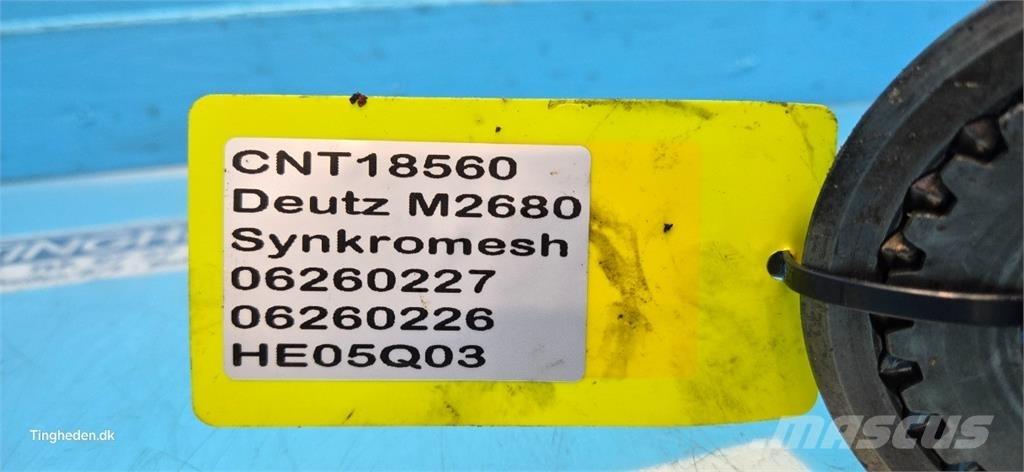 CNT18560
Deutz M2680
Synkromesh
06260227
06260226
HE05Q03
Tingheden.dk
MASCUS